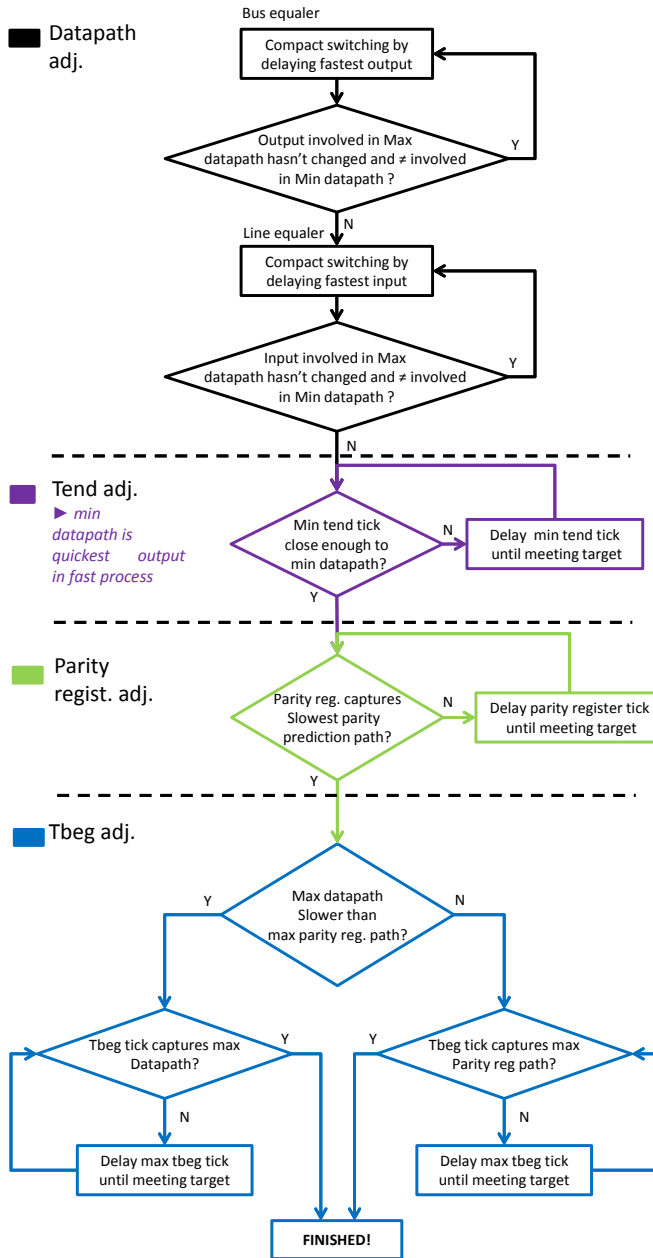 Bus equaler
Datapath
adj.
Compact switching by
delaying fastest output
Output involved in Max
datapath hasn't changed and ≠ involved
in Min datapath ?
Y
N
Line equaler
Compact switching by
delaying fastest input
Input involved in Max
datapath hasn't changed and ≠ involved
in Min datapath ?
Y
N
Tend adj.
► min
datapath is
quickest output
in fast process
Min tend tick
close enough to
min datapath?
N
Delay min tend tick
until meeting target
Y
Parity
regist. adj.
Parity reg. captures
Slowest parity
prediction path?
N
Delay parity register tick
until meeting target
Y
Tbeg adj.
Max datapath
Slower than
max parity reg. path?
Y
N
Tbeg tick captures max
Datapath?
Y
Y
Tbeg tick captures max
Parity reg path?
N
N
Delay max tbeg tick
until meeting target
Delay max tbeg tick
until meeting target
FINISHED!